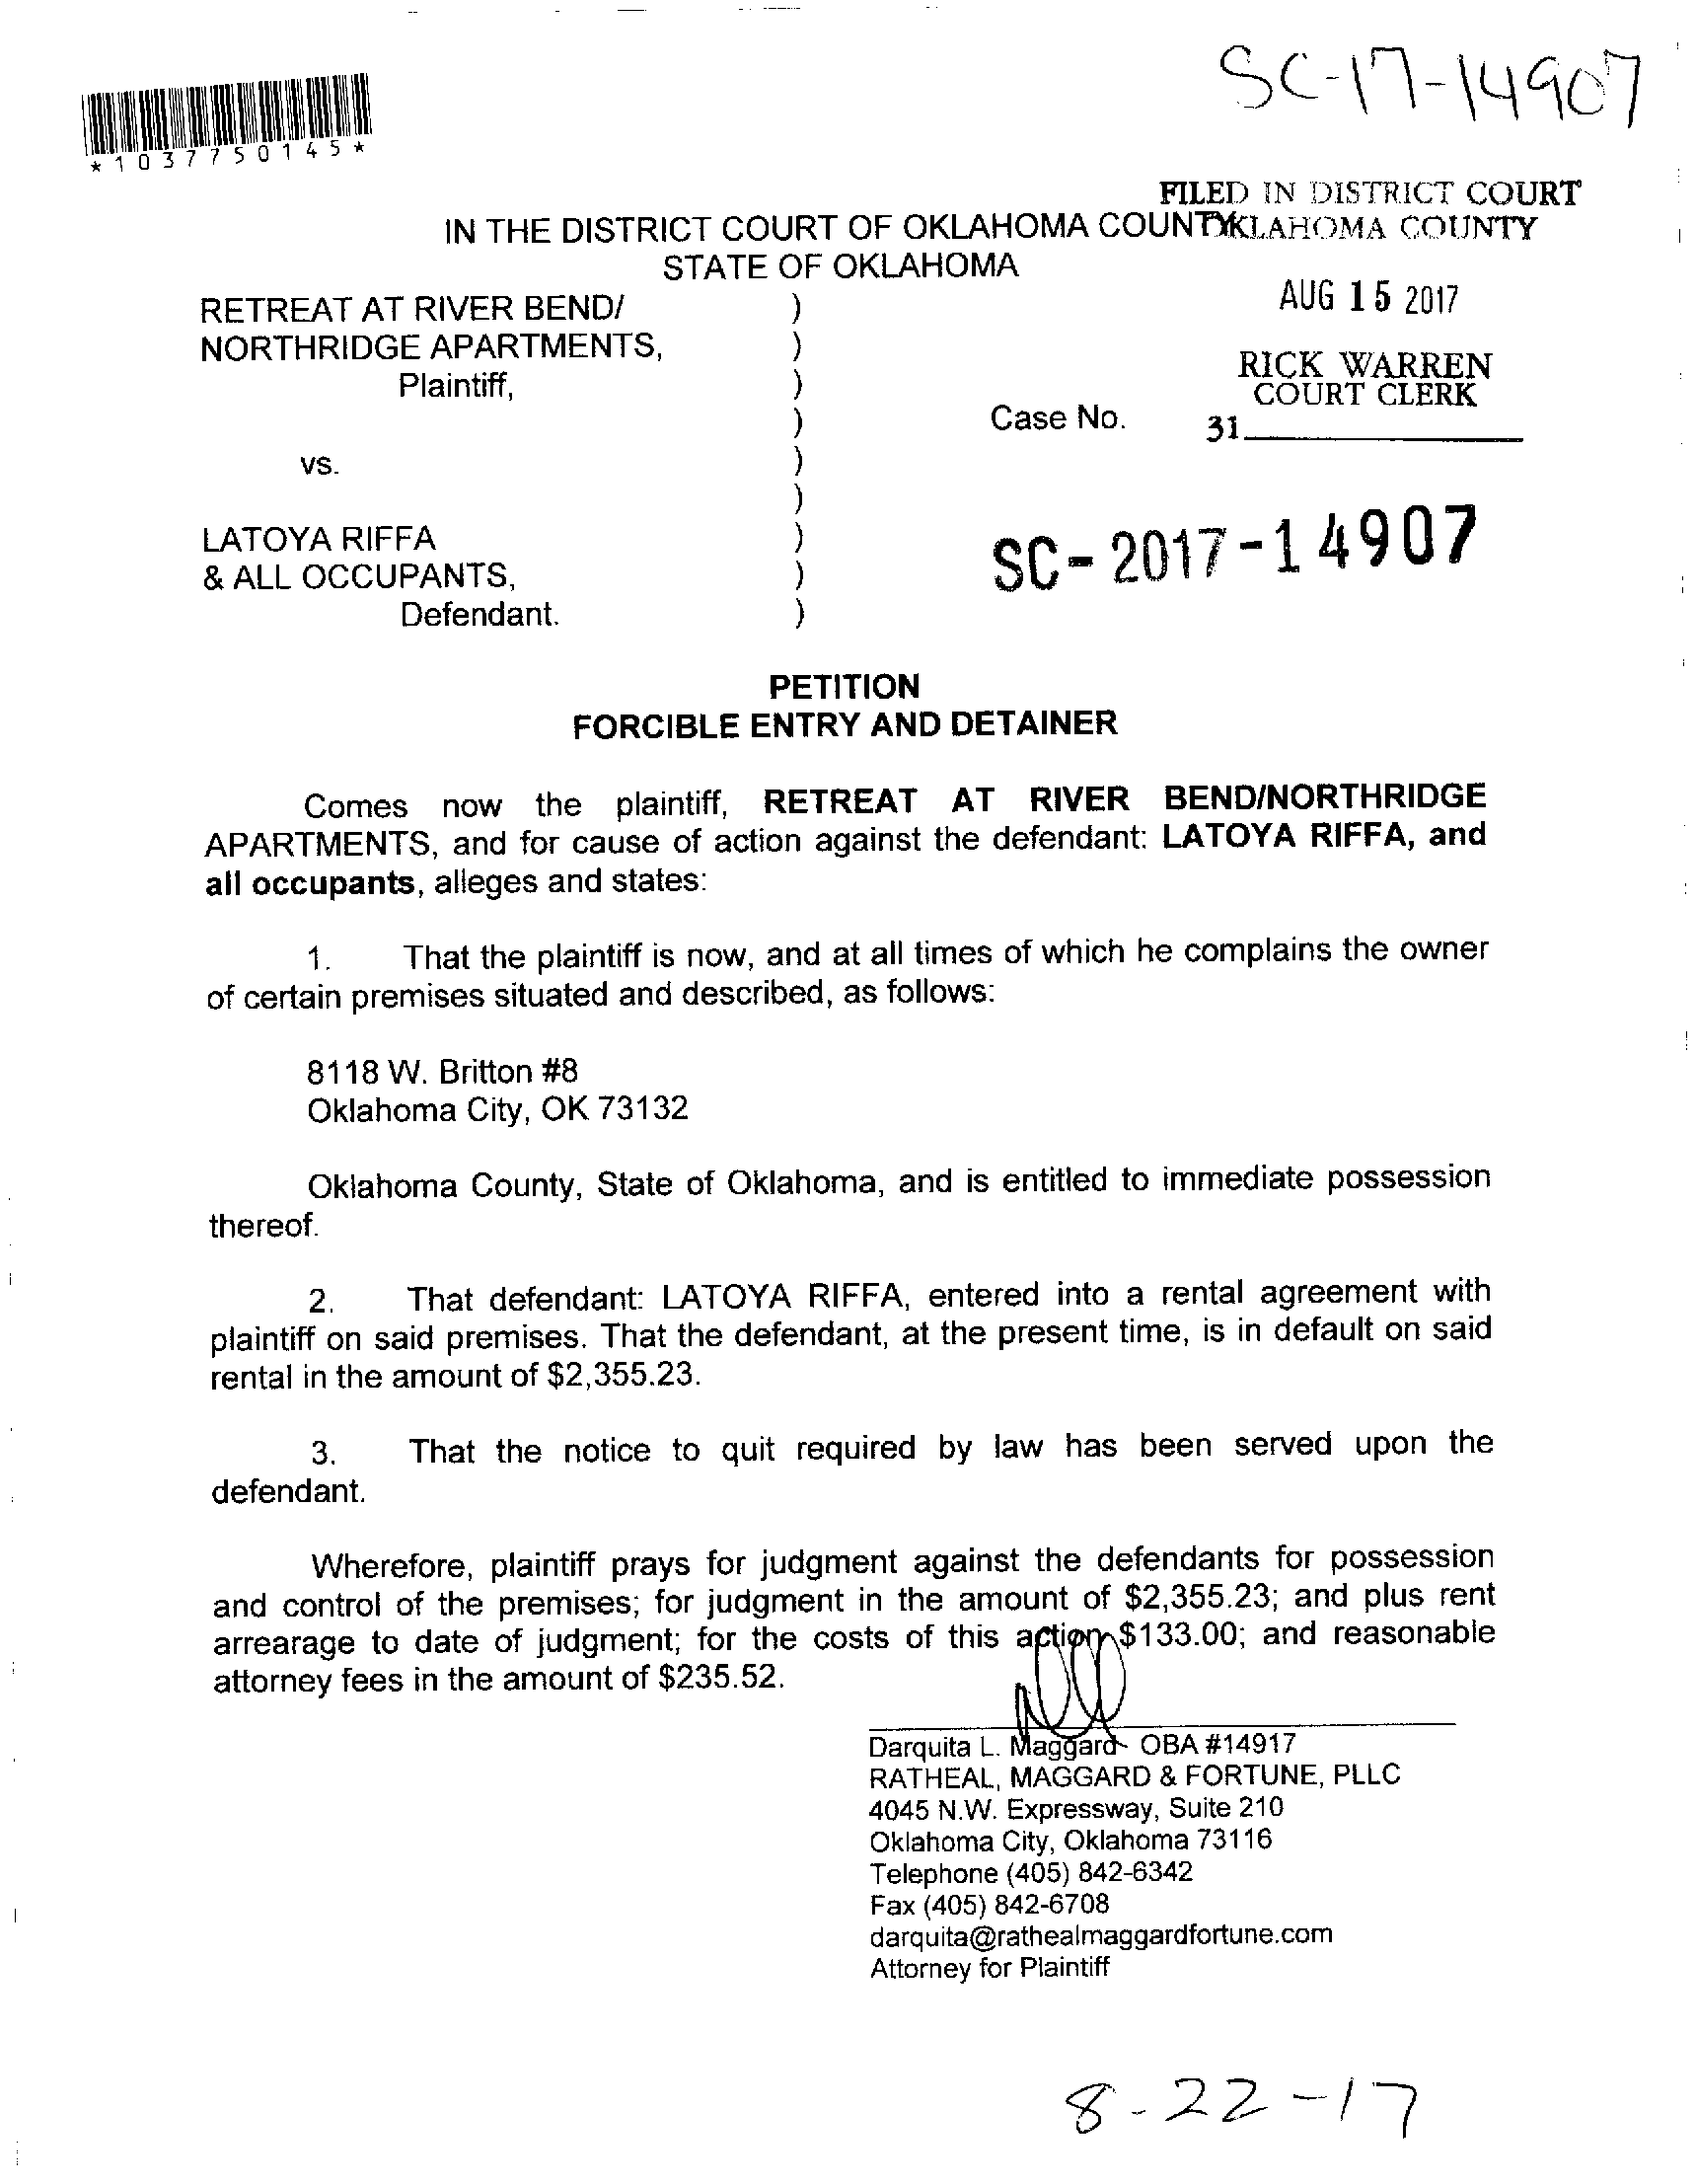 SC-17-14907
*1037750145*
FILED IN DISTRICT COURT
OKLAHOMA COUNTY
IN THE DISTRICT COURT OF OKLAHOMA COUNTY
STATE OF OKLAHOMA
AUG 15 2017
RICK WARREN
COURT CLERK
31
RETREAT AT RIVER BEND/ )
NORTHRIDGE APARTMENTS, )
Plaintiff, )
) Case No.
vs. )
)
LATOYA RIFFA ) SC-2017-14907
& ALL OCCUPANTS, )
Defendant. )
PETITION
FORCIBLE ENTRY AND DETAINER
Comes now the plaintiff, RETREAT AT RIVER BEND/NORTHRIDGE
APARTMENTS, and for cause of action against the defendant: LATOYA RIFFA, and
all occupants, alleges and states:
1. That the plaintiff is now, and at all times of which he complains the owner
of certain premises situated and described, as follows:
8118 W. Britton #8
Oklahoma City, OK 73132
Oklahoma County, State of Oklahoma, and is entitled to immediate possession
thereof.
2. That defendant: LATOYA RIFFA, entered into a rental agreement with
plaintiff on said premises. That the defendant, at the present time, is in default on said
rental in the amount of $2,355.23.
3. That the notice to quit required by law has been served upon the
defendant.
Wherefore, plaintiff prays for judgment against the defendants for possession
and control of the premises; for judgment in the amount of $2,355.23; and plus rent
arrearage to date of judgment; for the costs of this action $133.00; and reasonable
attorney fees in the amount of $235.52.
Darquita L. Maggard OBA #14917
RATHEAL, MAGGARD & FORTUNE, PLLC
4045 N.W. Expressway, Suite 210
Oklahoma City, Oklahoma 73116
Telephone (405) 842-6342
Fax (405) 842-6708
darquita@rathealmaggardfortune.com
Attorney for Plaintiff
8-22-17